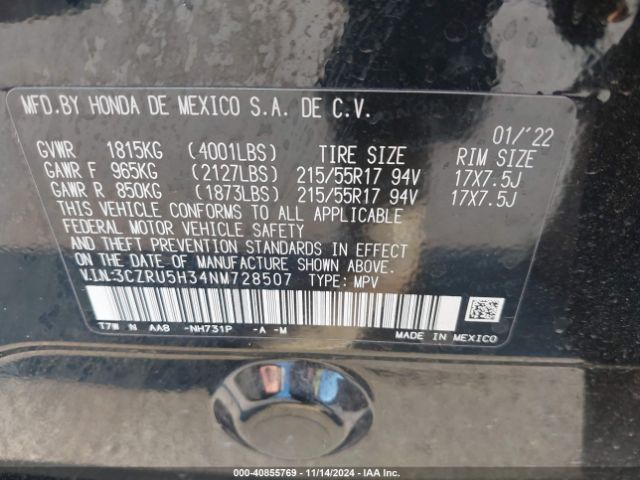 MFD.BY HONDA DE MEXICO S.A. DE C.V.
01/'22
GVWR 1815KG (4001LBS) TIRE SIZE RIM SIZE
GAWR F 965KG (2127LBS) 215/55R17 94V 17X7.5J
GAWR R 850KG (1873LBS) 215/55R17 94V 17X7.5J
THIS VEHICLE CONFORMS TO ALL APPLICABLE
FEDERAL MOTOR VEHICLE SAFETY
AND THEFT PREVENTION STANDARDS IN EFFECT
ON THE DATE OF MANUFACTURE SHOWN ABOVE.
V.I.N:3CZRU5H34NM728507 TYPE: MPV
T7W N AA8 -NH731P -A -M MADE IN MEXICO
000-40855769 | 11/14/2024 | IAA Inc.